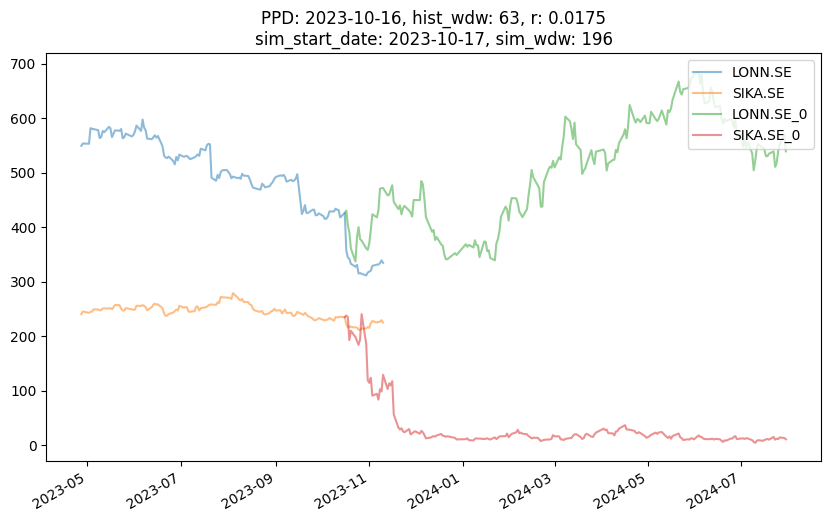 PPD: 2023-10-16, hist_wdw: 63, r: 0.0175
sim_start_date: 2023-10-17, sim_wdw: 196
LONN.SE
SIKA.SE
LONN.SE_0
SIKA.SE_0
700
600
500
400
300
200
100
0
2023-05
2023-07
2023-09
2023-11
2024-01
2024-03
2024-05
2024-07